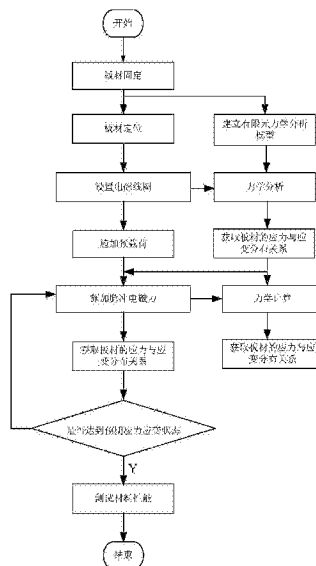 开始
板材固定
板材定位
建立有限元力学分析
模型
设置电磁线圈
力学分析
施加预载荷
获取板材的应力与应
变分布关系
施加脉冲电磁力
力学计算
获取板材的应力与应
变分布关系
获取板材的应力与应
变分布关系
是否达到预期应力应变状态
Y
测试材料性能
结束